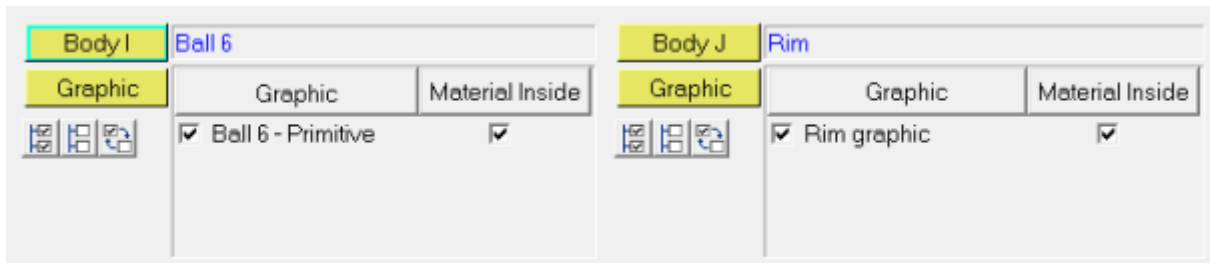 Body I Ball 6 Body J Rim
Graphic Graphic Material Inside Graphic Graphic Material Inside
Ball 6 - Primitive Rim graphic